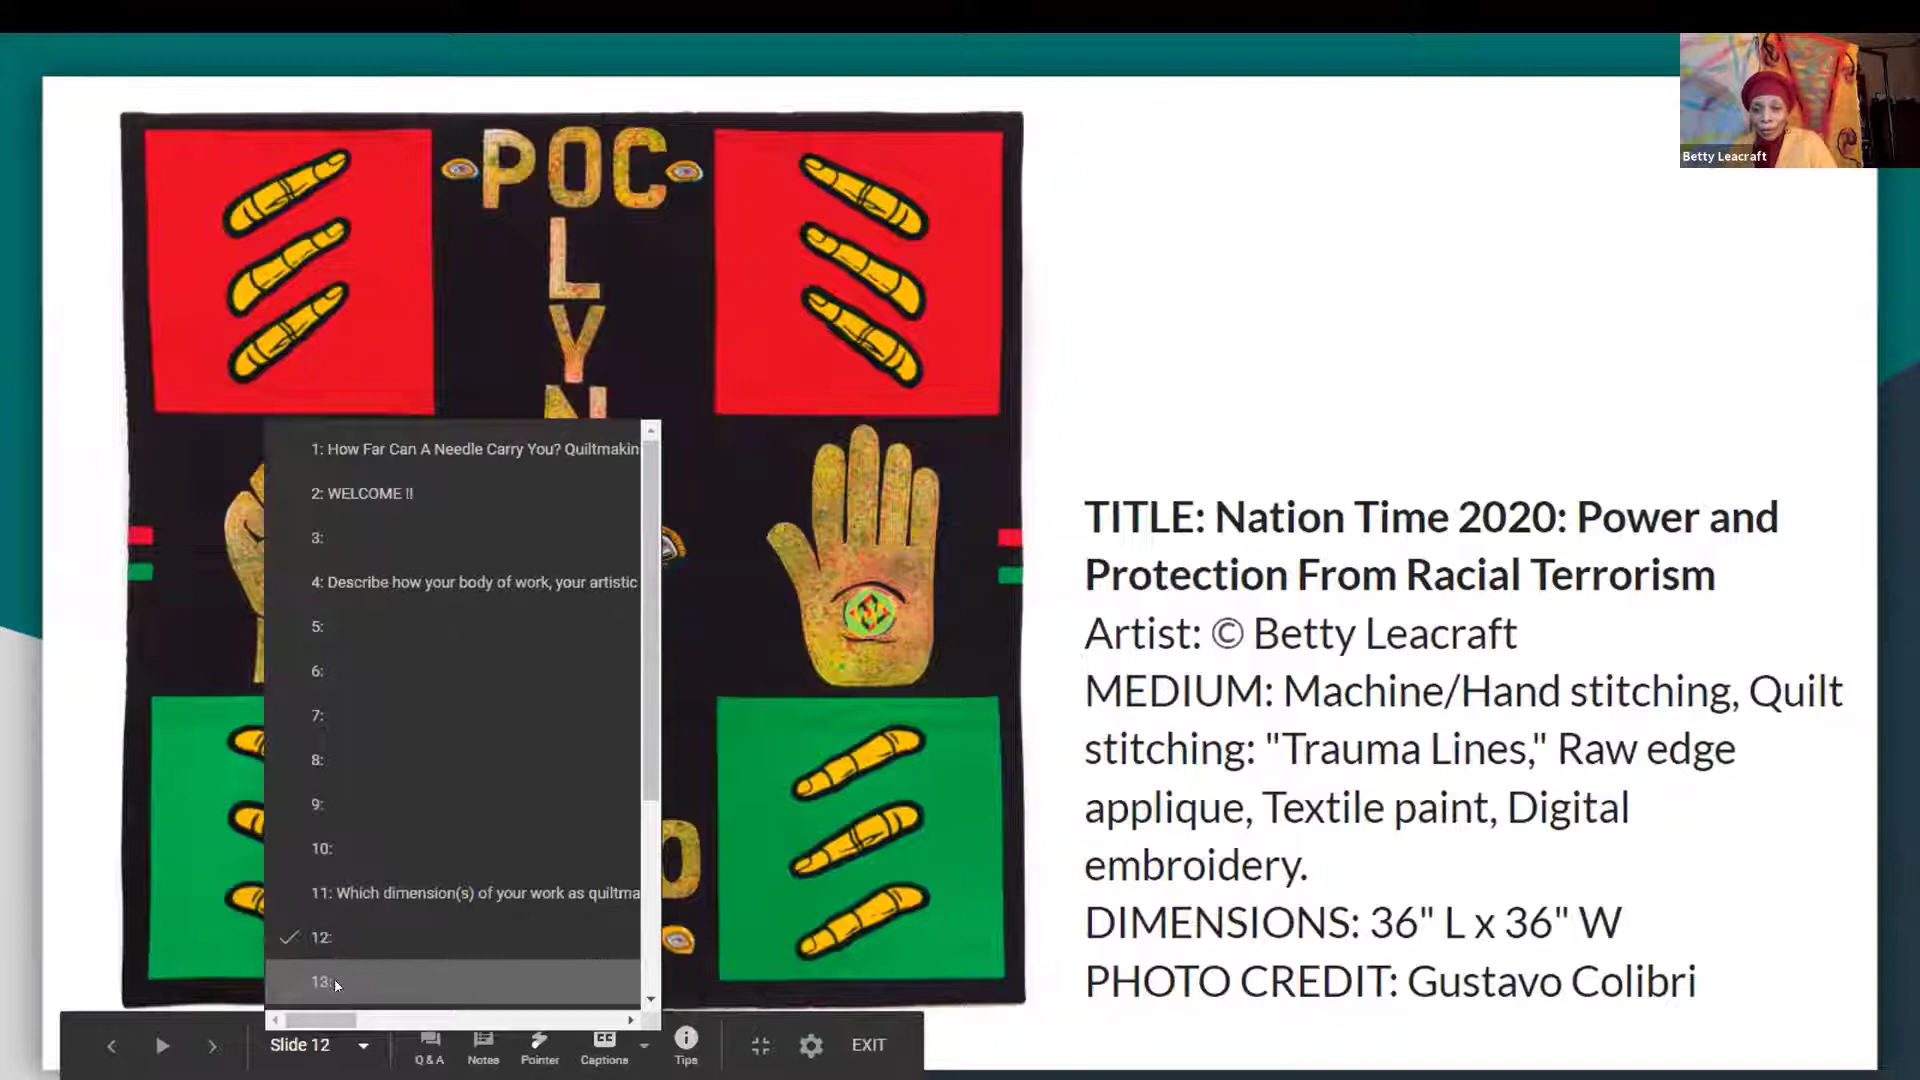 Betty Leacraft
POC
L
Y
N
O
TITLE: Nation Time 2020: Power and
Protection From Racial Terrorism
Artist: © Betty Leacraft
MEDIUM: Machine/Hand stitching, Quilt
stitching: "Trauma Lines," Raw edge
applique, Textile paint, Digital
embroidery.
DIMENSIONS: 36" L x 36" W
PHOTO CREDIT: Gustavo Colibri
1: How Far Can A Needle Carry You? Quiltmakin
2: WELCOME !!
3:
4: Describe how your body of work, your artistic
5:
6:
7:
8:
9:
10:
11: Which dimension(s) of your work as quiltma
12:
13:
Slide 12
Q & A
Notes
Pointer
Captions
Tips
EXIT